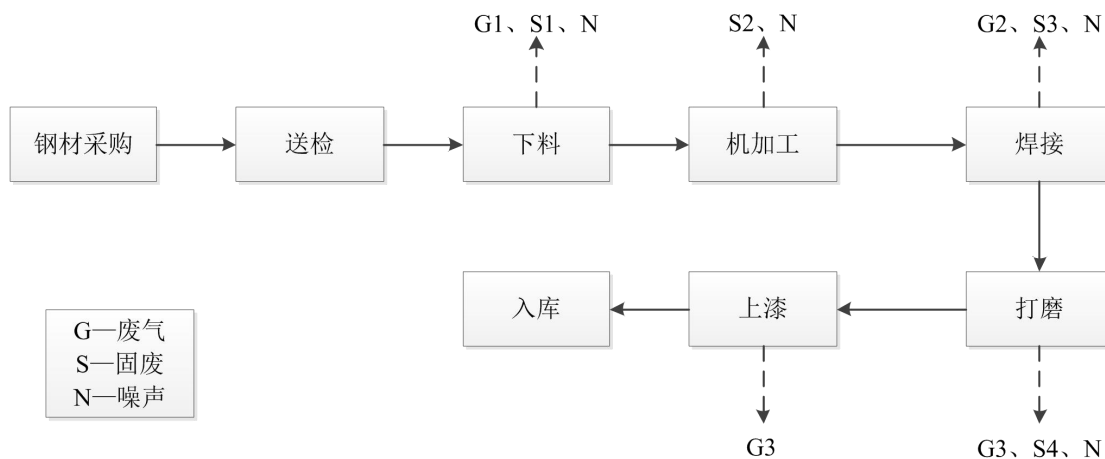 G1、S1、N
S2、N
G2、S3、N
钢材采购
送检
下料
机加工
焊接
入库
上漆
打磨
G—废气
S—固废
N—噪声
G3
G3、S4、N